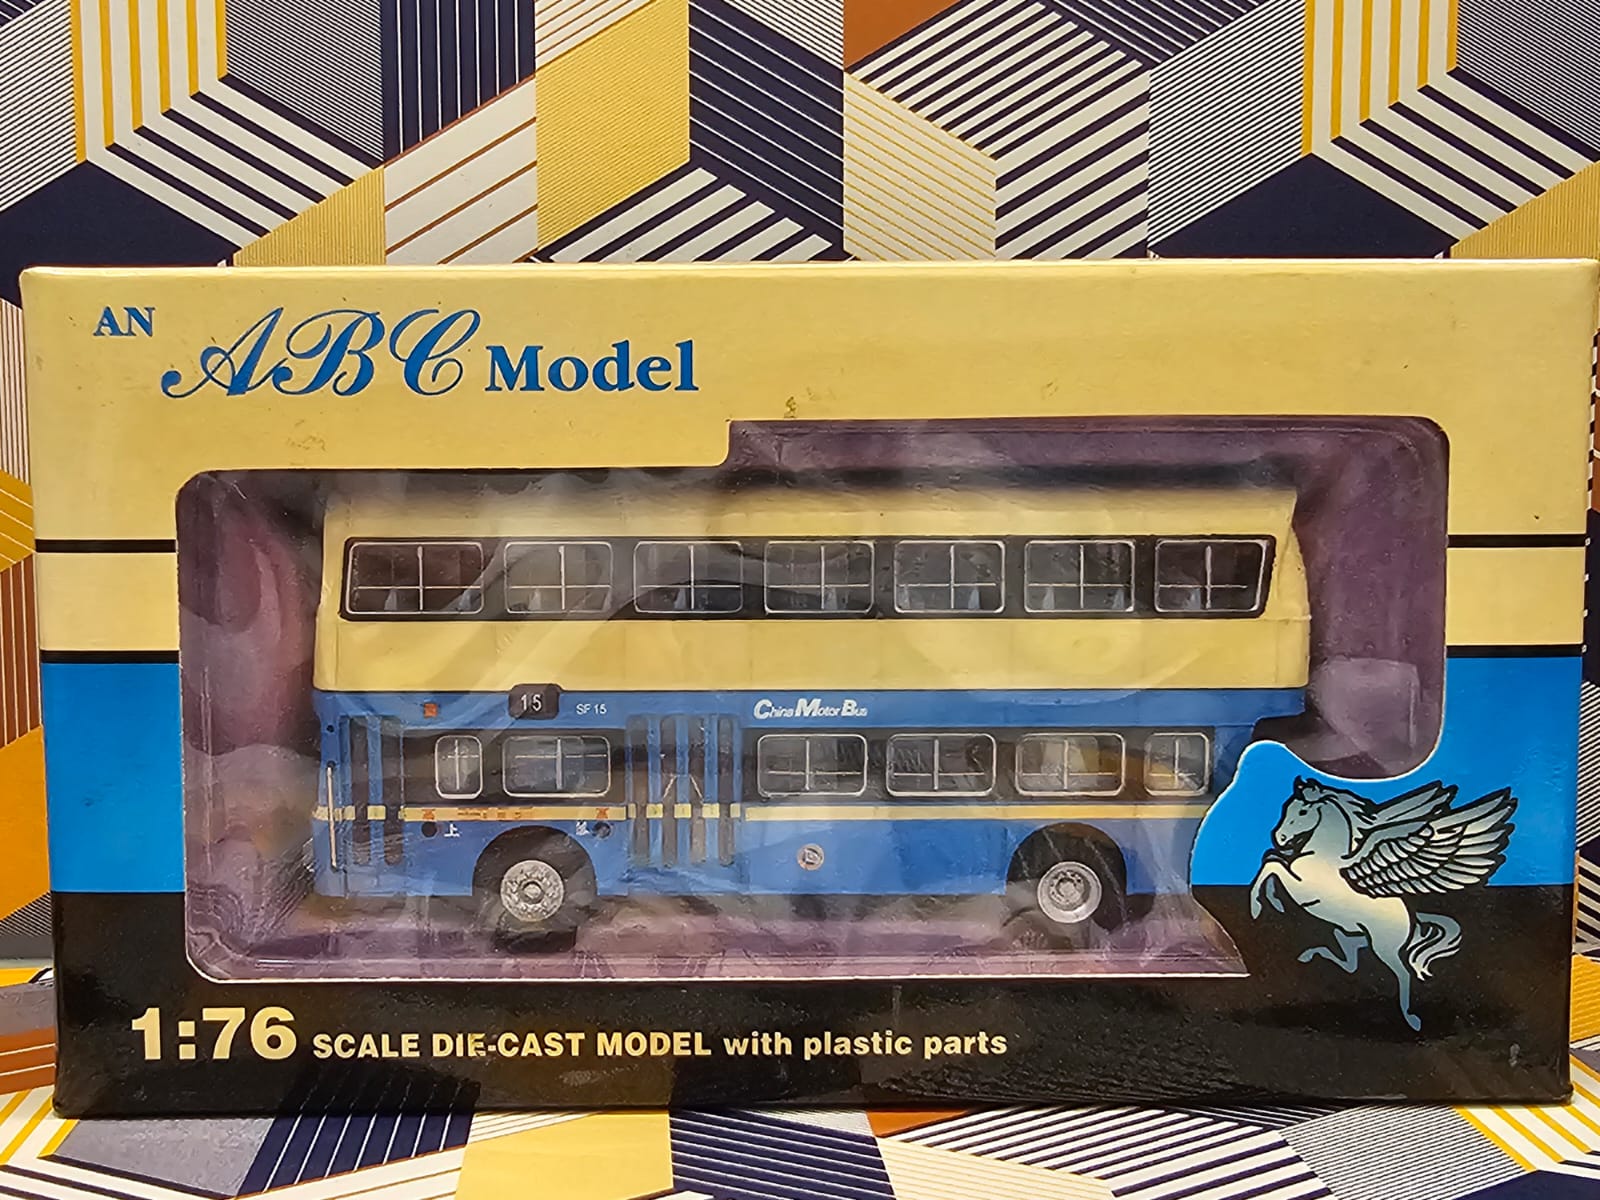 AN ABC Model
15
SF 15
China Motor Bus
1:76 SCALE DIE-CAST MODEL with plastic parts